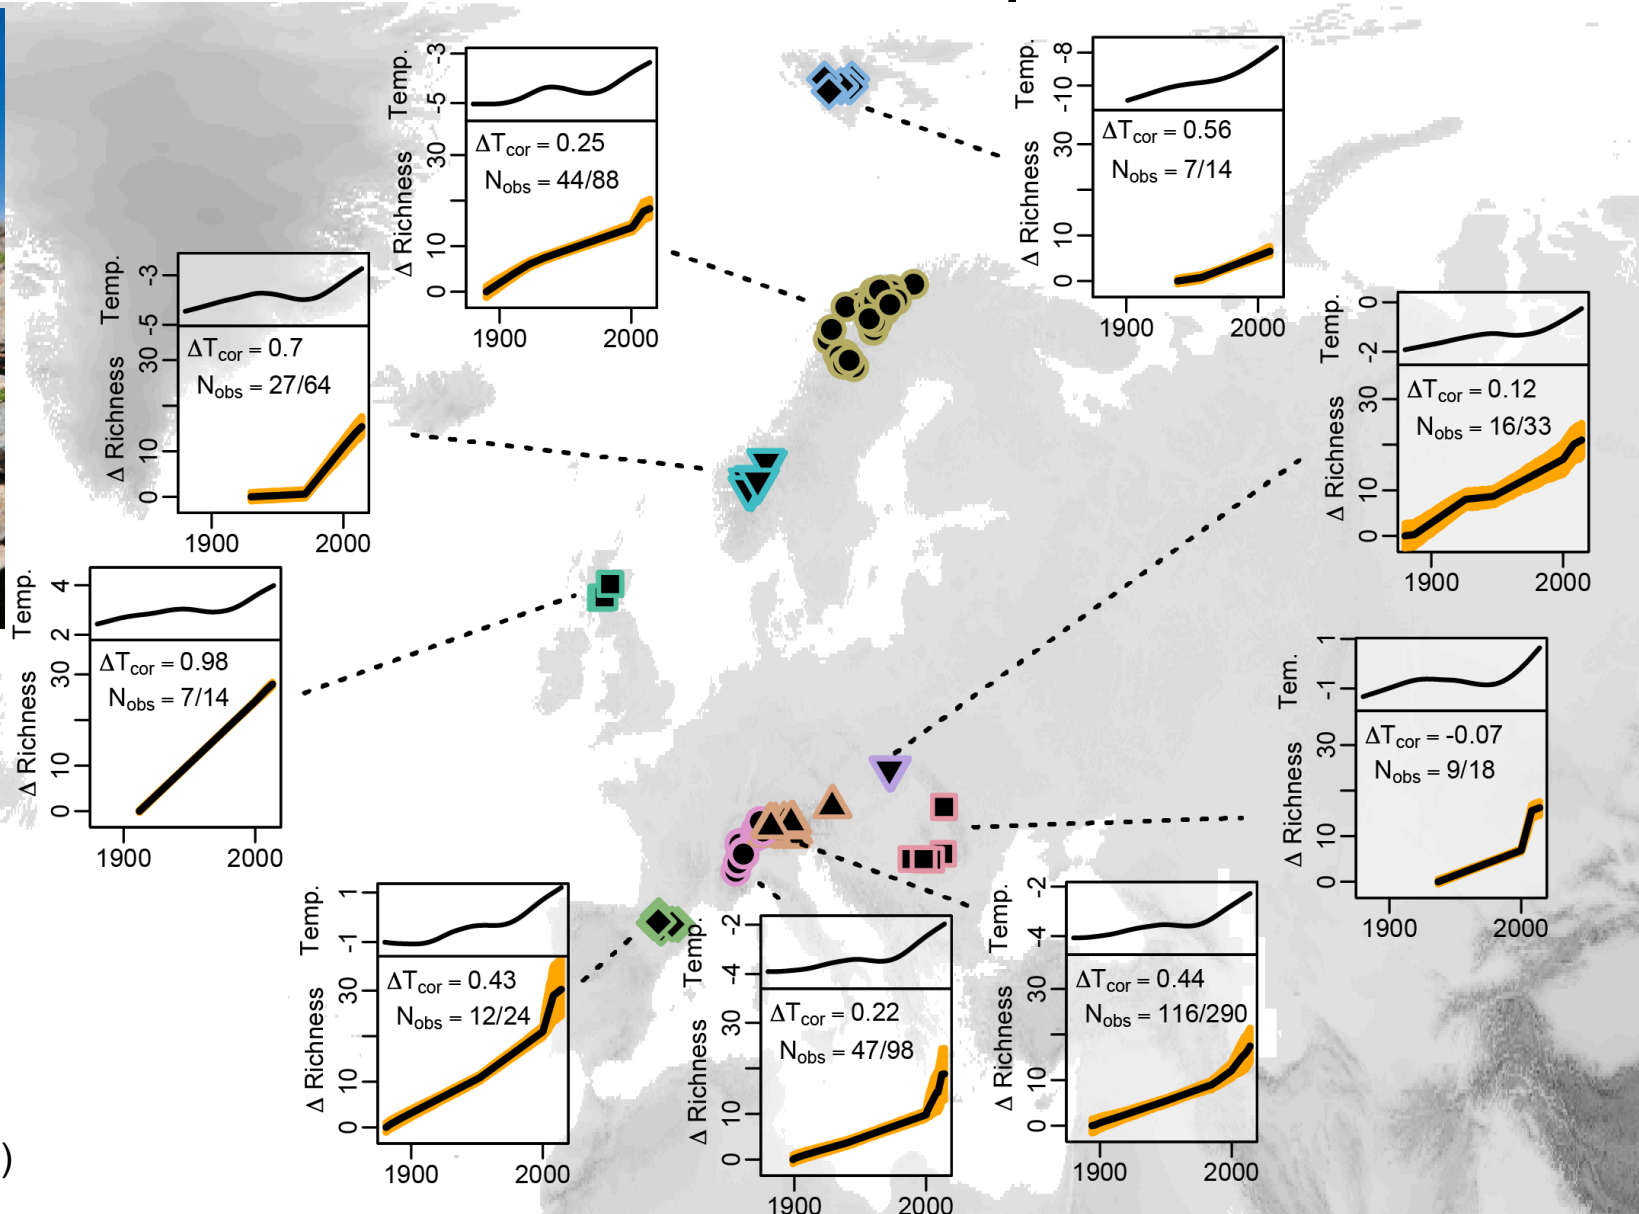 Temp.
-3
-5
Δ Richness
30
10
0
ΔTcor = 0.25
Nobs = 44/88
1900
2000
Temp.
-8
-10
Δ Richness
30
10
0
ΔTcor = 0.56
Nobs = 7/14
1900
2000
Temp.
-3
-5
Δ Richness
30
10
0
ΔTcor = 0.7
Nobs = 27/64
1900
2000
Temp.
0
-2
Δ Richness
30
10
0
ΔTcor = 0.12
Nobs = 16/33
1900
2000
Temp.
4
2
Δ Richness
30
10
0
ΔTcor = 0.98
Nobs = 7/14
1900
2000
Tem.
1
-1
Δ Richness
30
10
0
ΔTcor = -0.07
Nobs = 9/18
1900
2000
Temp.
1
-1
Δ Richness
30
10
0
ΔTcor = 0.43
Nobs = 12/24
1900
2000
Temp.
-2
-4
Δ Richness
30
10
0
ΔTcor = 0.22
Nobs = 47/98
1900
2000
Temp.
-2
-4
Δ Richness
30
10
0
ΔTcor = 0.44
Nobs = 116/290
1900
2000
)